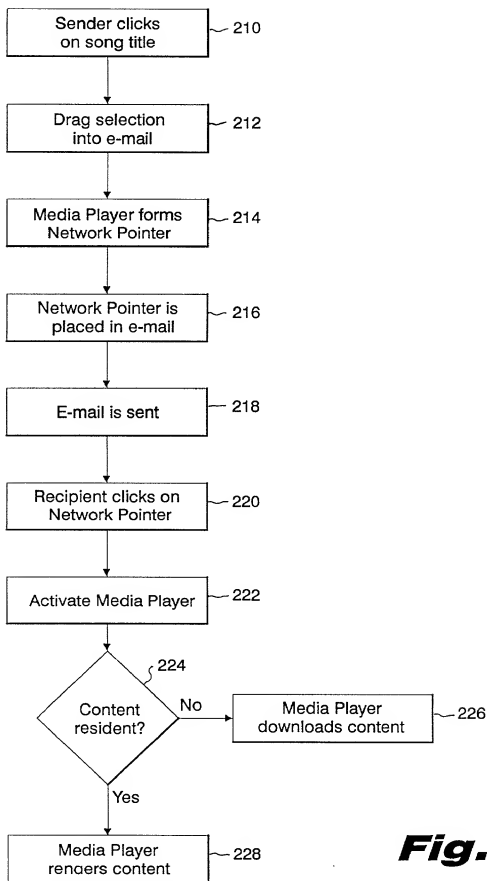 Sender clicks
on song title
210
Drag selection
into e-mail
212
Media Player forms
Network Pointer
214
Network Pointer is
placed in e-mail
216
E-mail is sent
218
Recipient clicks on
Network Pointer
220
Activate Media Player
222
224
Content
resident?
No
Media Player
downloads content
226
Yes
Media Player
renders content
228
Fig.